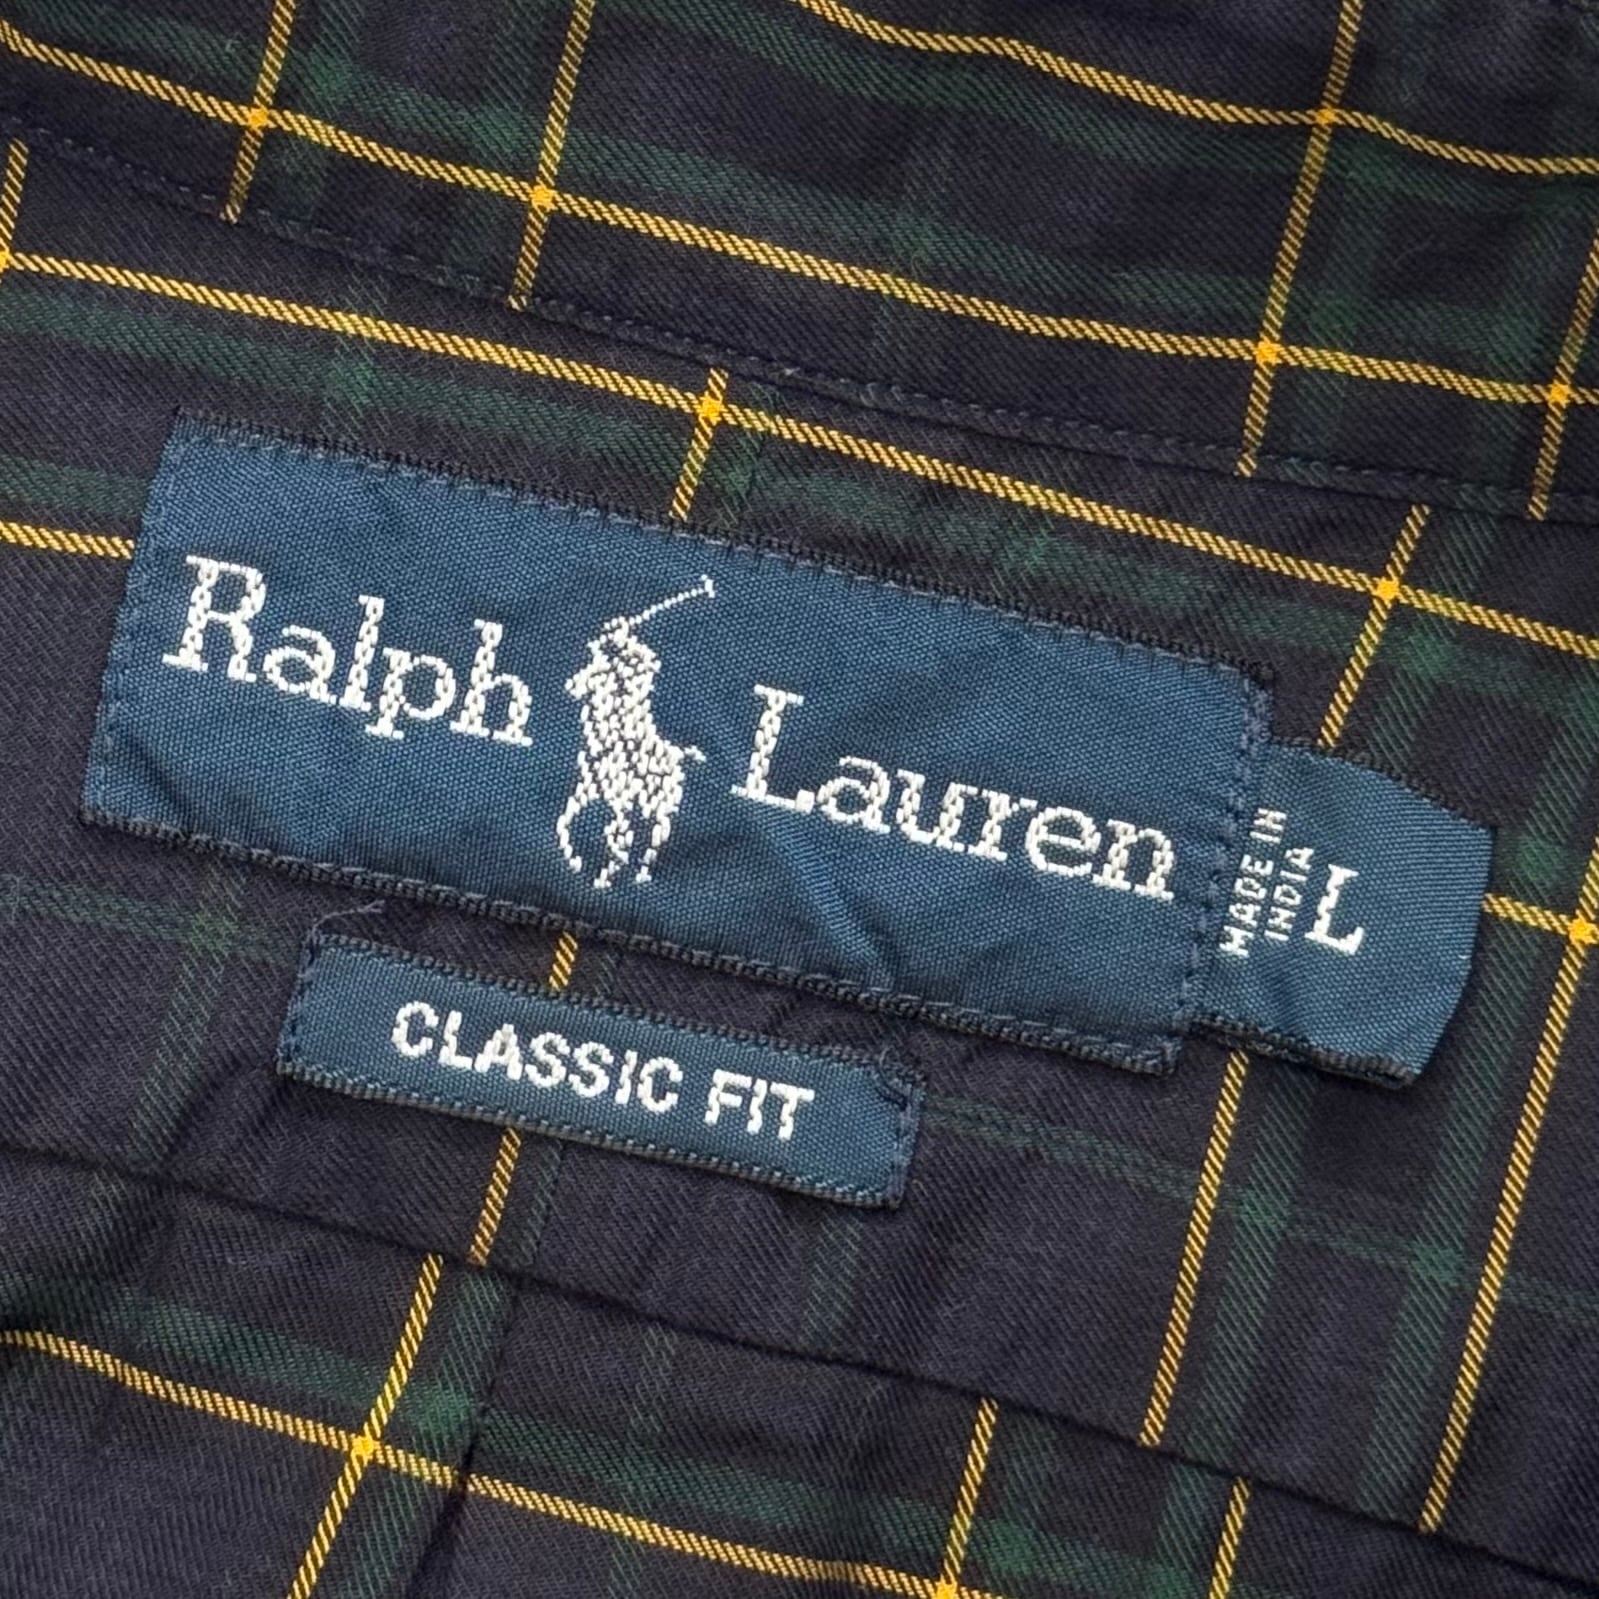 Ralph Lauren
MADE IN
INDIA
L
CLASSIC FIT